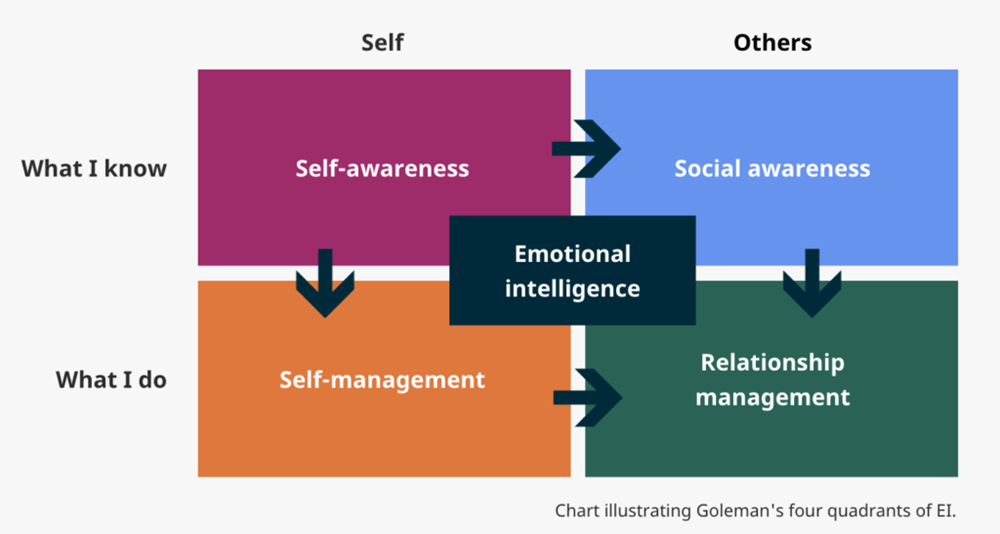 Self
Others
What I know
Self-awareness
Social awareness
Emotional
intelligence
What I do
Self-management
Relationship
management
Chart illustrating Goleman's four quadrants of EI.